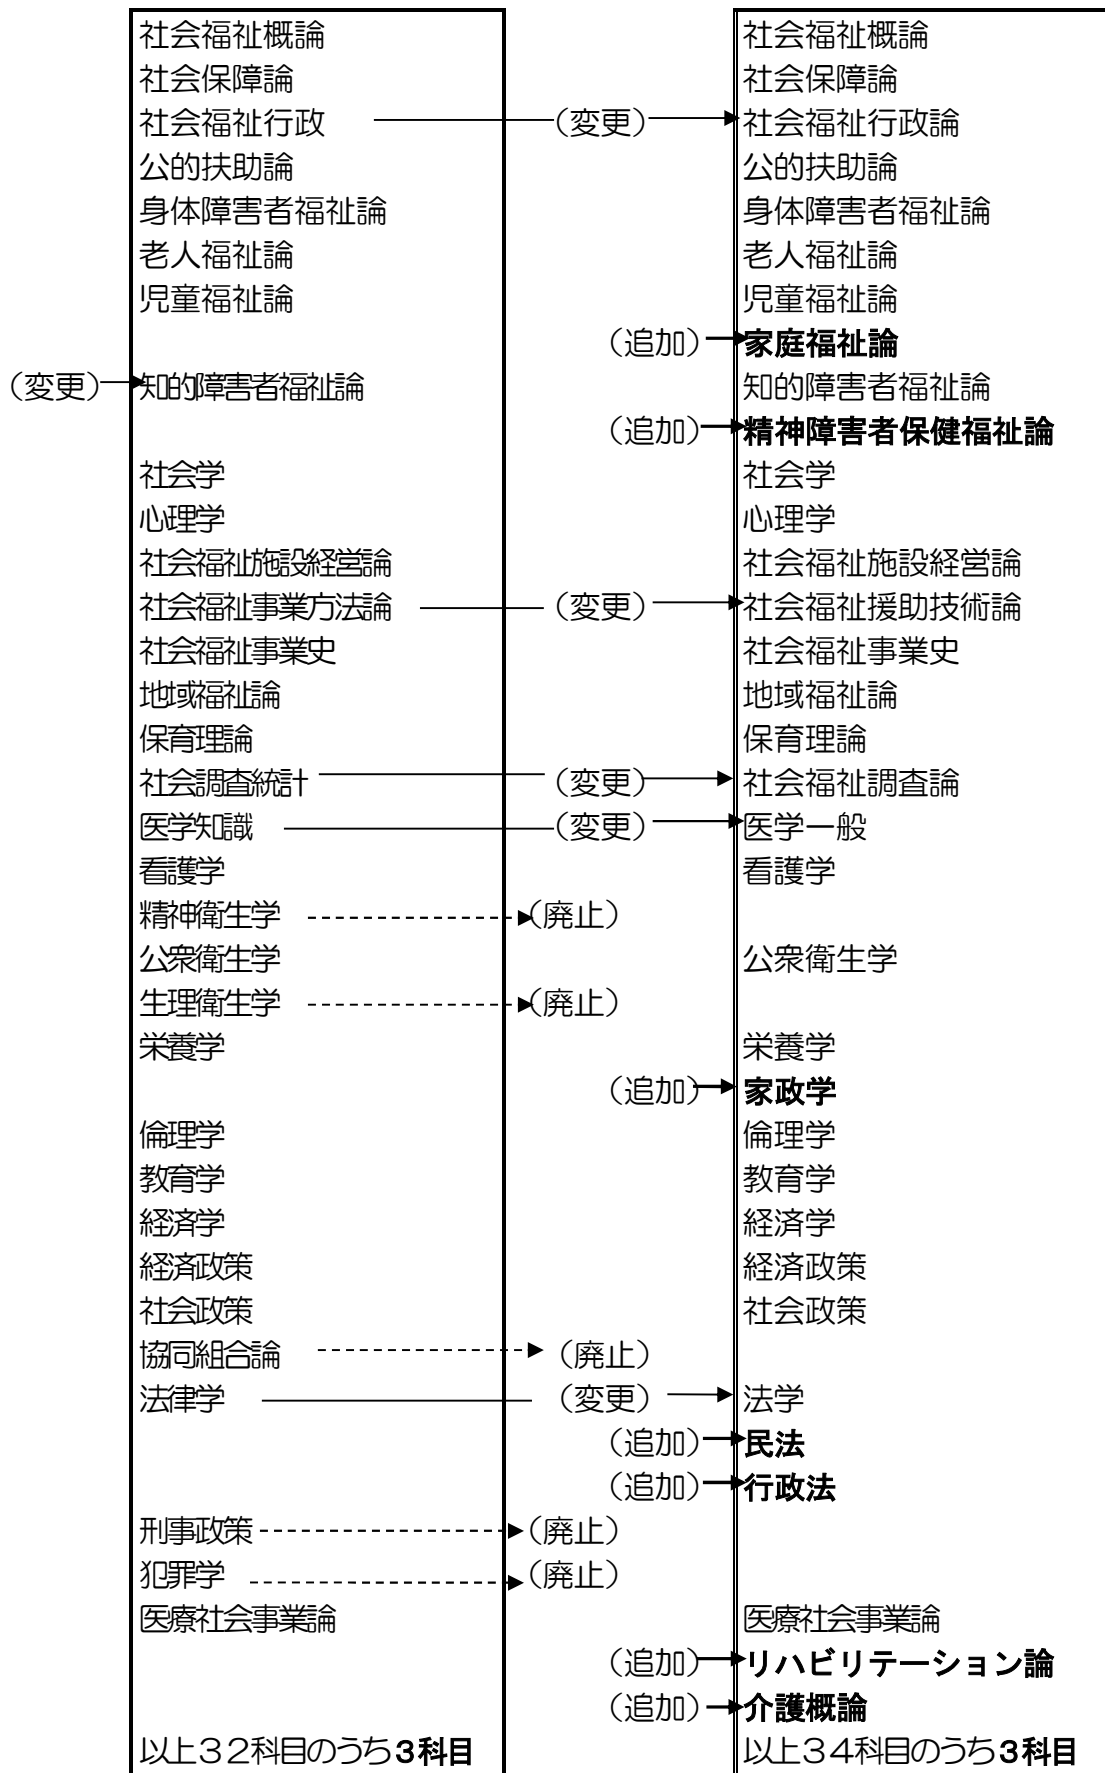 社会福祉概論 社会福祉概論
社会保障論 社会保障論
社会福祉行政 (変更) 社会福祉行政論
公的扶助論 公的扶助論
身体障害者福祉論 身体障害者福祉論
老人福祉論 老人福祉論
児童福祉論 児童福祉論
(追加) 家庭福祉論
(変更) 知的障害者福祉論 知的障害者福祉論
(追加) 精神障害者保健福祉論
社会学 社会学
心理学 心理学
社会福祉施設経営論 社会福祉施設経営論
社会福祉事業方法論 (変更) 社会福祉援助技術論
社会福祉事業史 社会福祉事業史
地域福祉論 地域福祉論
保育理論 保育理論
社会調査統計 (変更) 社会福祉調査論
医学知識 (変更) 医学一般
看護学 看護学
精神衛生学 (廃止)
公衆衛生学 公衆衛生学
生理衛生学 (廃止)
栄養学 栄養学
(追加) 家政学
倫理学 倫理学
教育学 教育学
経済学 経済学
経済政策 経済政策
社会政策 社会政策
協同組合論 (廃止)
法律学 (変更) 法学
(追加) 民法
(追加) 行政法
刑事政策 (廃止)
犯罪学 (廃止)
医療社会事業論 医療社会事業論
(追加) リハビリテーション論
(追加) 介護概論
以上32科目のうち3科目 以上34科目のうち3科目